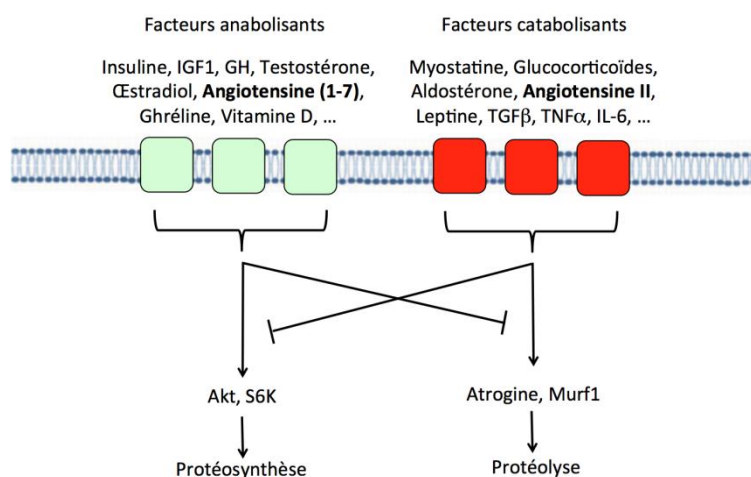 Facteurs anabolisants
Insuline, IGF1, GH, Testostérone,
Œstradiol, Angiotensine (1-7),
Ghréline, Vitamine D, ...
Facteurs catabolisants
Myostatine, Glucocorticoïdes,
Aldostérone, Angiotensine II,
Leptine, TGFβ, TNFα, IL-6, ...
Akt, S6K
Atrogine, Murf1
Protéosynthèse
Protéolyse